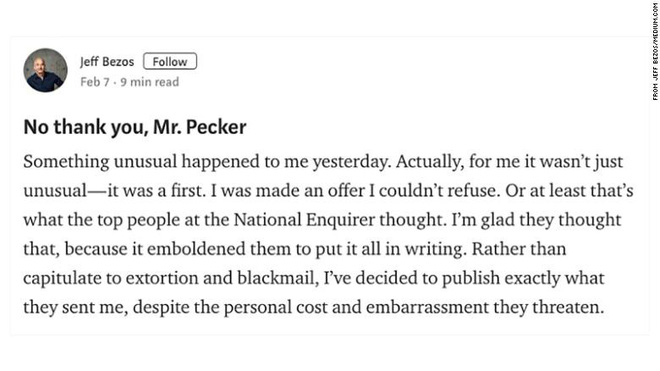 Jeff Bezos Follow
Feb 7 · 9 min read
No thank you, Mr. Pecker
Something unusual happened to me yesterday. Actually, for me it wasn’t just
unusual—it was a first. I was made an offer I couldn’t refuse. Or at least that’s
what the top people at the National Enquirer thought. I’m glad they thought
that, because it emboldened them to put it all in writing. Rather than
capitulate to extortion and blackmail, I’ve decided to publish exactly what
they sent me, despite the personal cost and embarrassment they threaten.
FROM JEFF BEZOS/MEDIUM.COM